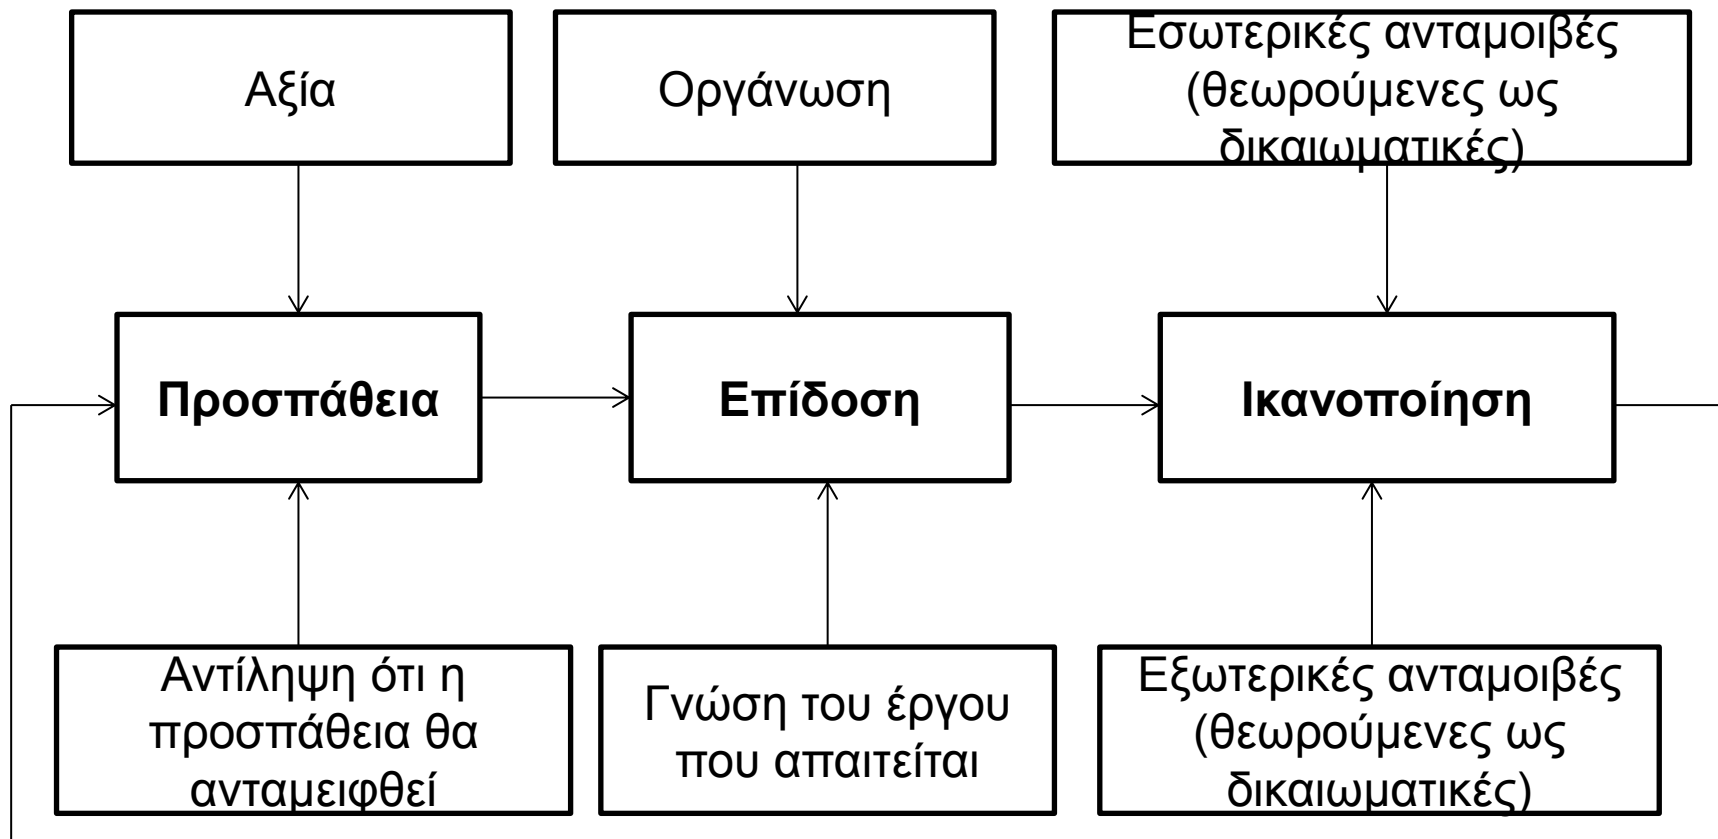 Αξία
Οργάνωση
Εσωτερικές ανταμοιβές
(θεωρούμενες ως
δικαιωματικές)
Προσπάθεια
Επίδοση
Ικανοποίηση
Αντίληψη ότι η
προσπάθεια θα
ανταμειφθεί
Γνώση του έργου
που απαιτείται
Εξωτερικές ανταμοιβές
(θεωρούμενες ως
δικαιωματικές)